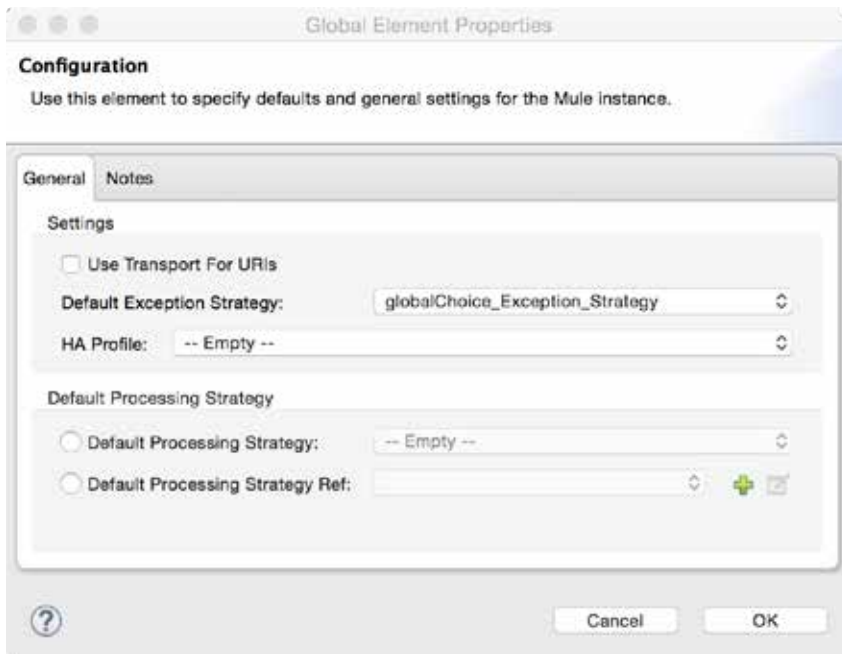 Global Element Properties
Configuration
Use this element to specify defaults and general settings for the Mule instance.
General Notes
Settings
Use Transport For URIs
Default Exception Strategy: globalChoice_Exception_Strategy
HA Profile: -- Empty --
Default Processing Strategy
Default Processing Strategy: -- Empty --
Default Processing Strategy Ref:
? Cancel OK